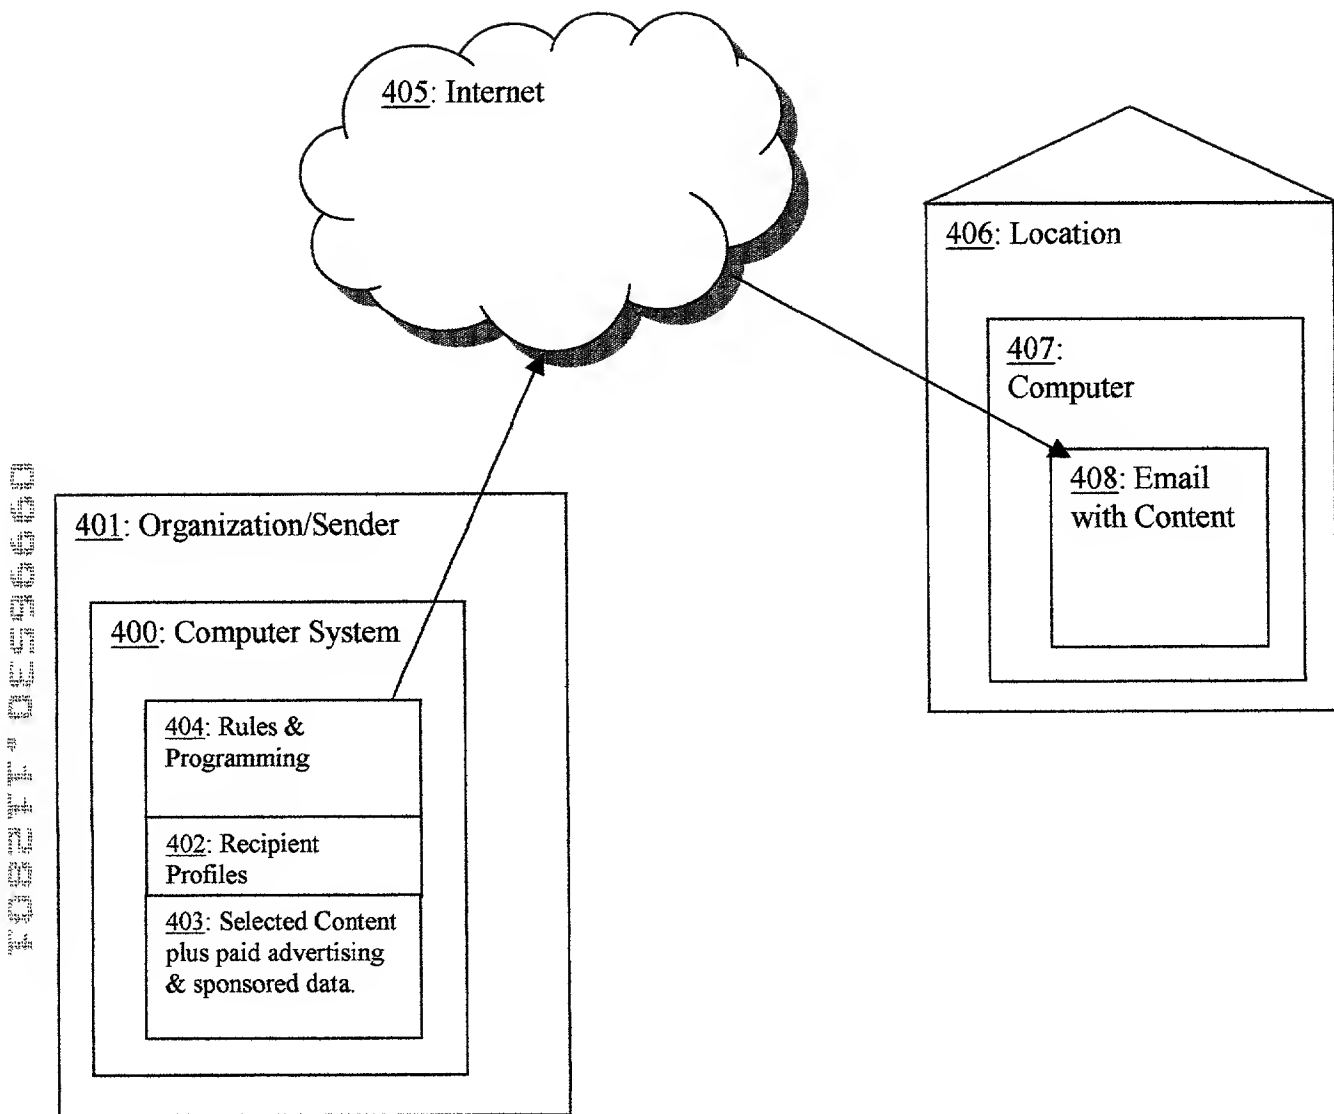 405: Internet
406: Location
407:
Computer
408: Email
with Content
401: Organization/Sender
400: Computer System
404: Rules &
Programming
402: Recipient
Profiles
403: Selected Content
plus paid advertising
& sponsored data.